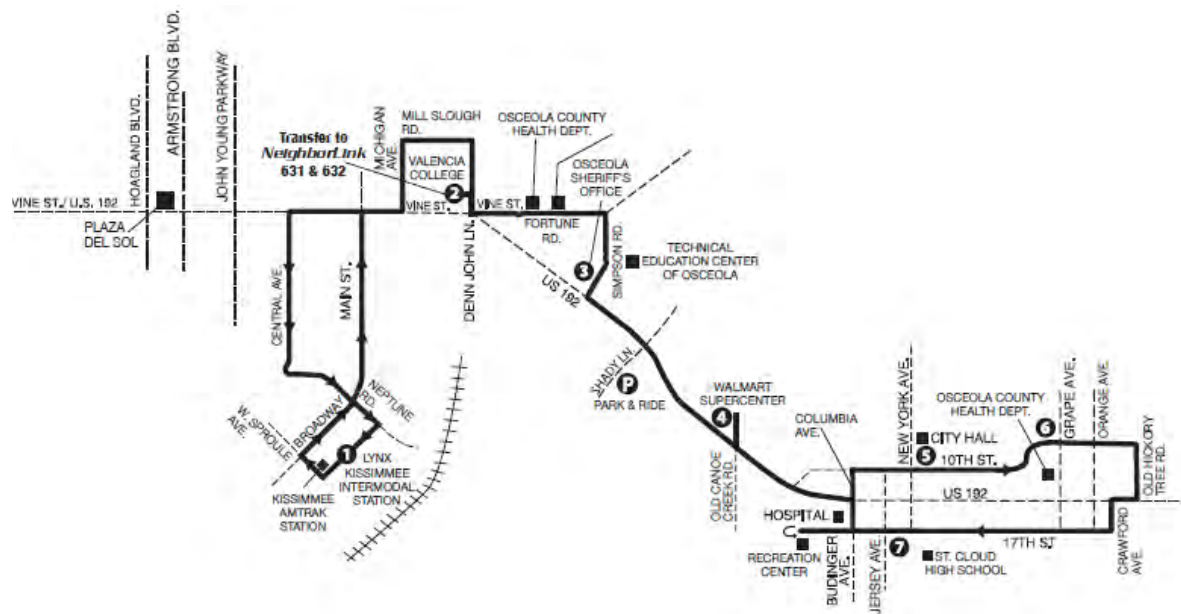 HOAGLAND BLVD.
ARMSTRONG BLVD.
JOHN YOUNG PARKWAY
VINE ST./ U.S. 192
PLAZA
DEL SOL
Transfer to
NeighborLink
631 & 632
MICHIGAN
AVE.
MILL SLOUGH
RD.
VALENCIA
COLLEGE
2
VINE ST.
VINE ST.
OSCEOLA COUNTY
HEALTH DEPT.
OSCEOLA
SHERIFF'S
OFFICE
FORTUNE
RD.
DENN JOHN LN.
3
SIMPSON RD.
TECHNICAL
EDUCATION CENTER
OF OSCEOLA
US 192
CENTRAL AVE.
MAIN ST.
NEPTUNE
RD.
BROADWAY
W. SPROULE
AVE.
1
LYNX
KISSIMMEE
INTERMODAL
STATION
KISSIMMEE
AMTRAK
STATION
SHADY LN.
P
PARK & RIDE
WALMART
SUPERCENTER
4
OLD CANOE
CREEK RD.
COLUMBIA
AVE.
NEW YORK AVE.
CITY HALL
5
10TH ST.
OSCEOLA COUNTY
HEALTH DEPT.
6
GRAPE AVE.
ORANGE AVE.
OLD HICKORY
TREE RD.
US 192
HOSPITAL
RECREATION
CENTER
BUDINGER
AVE.
JERSEY AVE.
7
ST. CLOUD
HIGH SCHOOL
17TH ST
CRAWFORD
AVE.